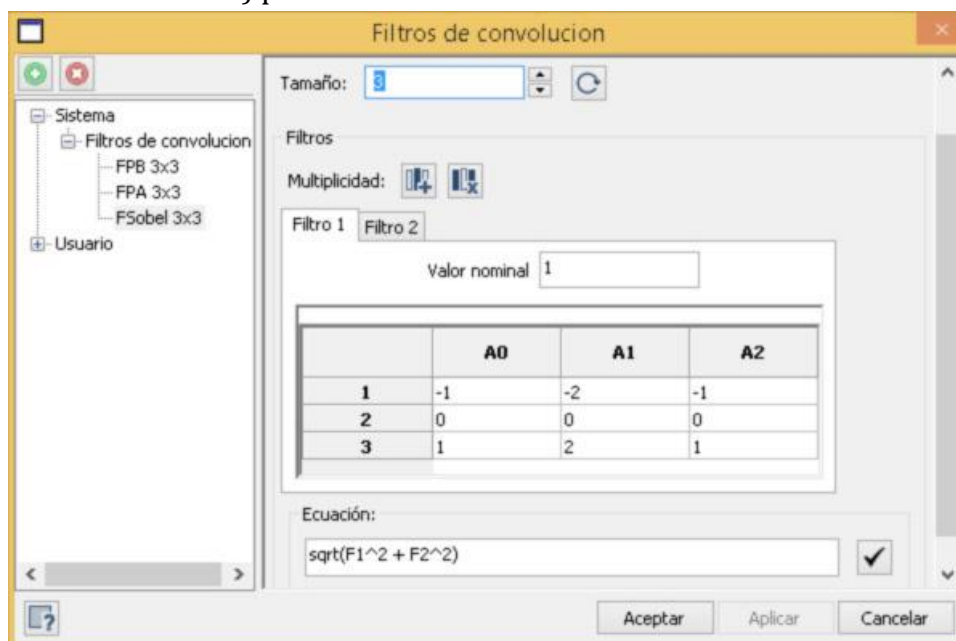 Filtros de convolucion
Tamaño: 3
Sistema
Filtros de convolucion
FPB 3x3
FPA 3x3
FSobel 3x3
Usuario
Filtros
Multiplicidad:
Filtro 1 Filtro 2
Valor nominal 1
A0 A1 A2
1 -1 -2 -1
2 0 0 0
3 1 2 1
Ecuación:
sqrt(F1^2 + F2^2)
Aceptar Aplicar Cancelar